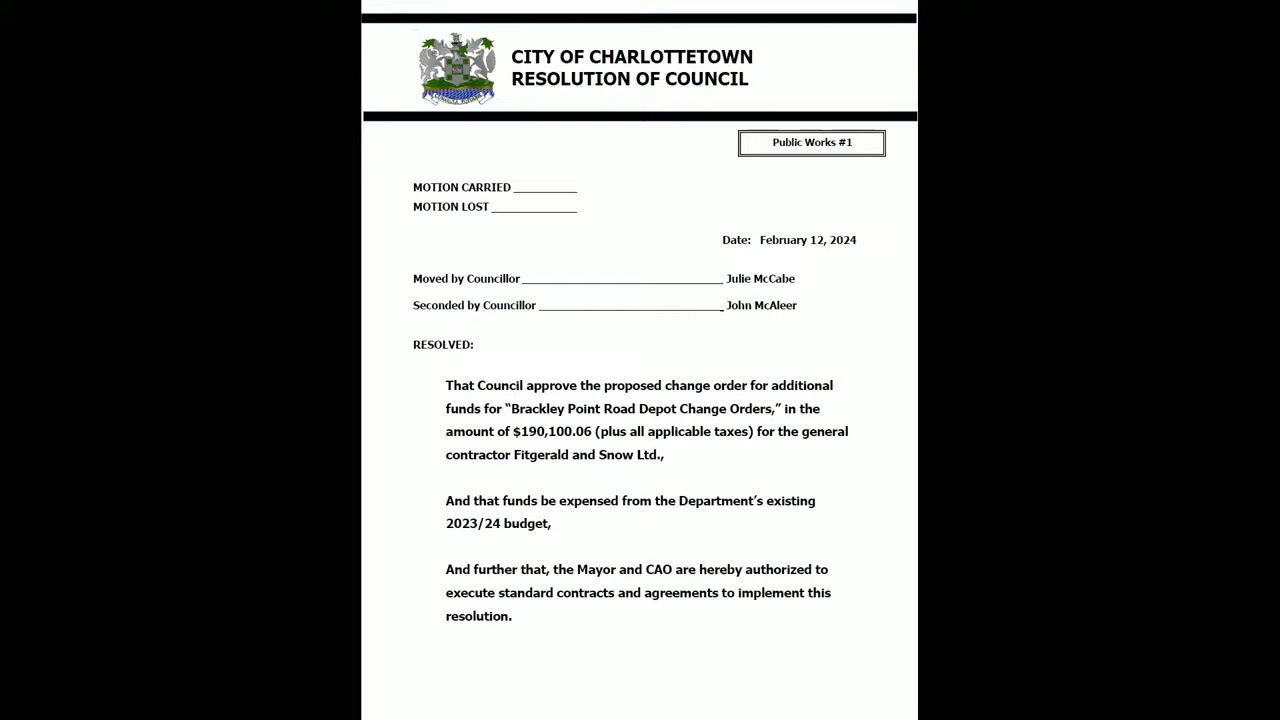 CITY OF CHARLOTTETOWN
RESOLUTION OF COUNCIL
Public Works #1
MOTION CARRIED __________
MOTION LOST ______________
Date: February 12, 2024
Moved by Councillor ________________________________ Julie McCabe
Seconded by Councillor _____________________________ John McAleer
RESOLVED:
That Council approve the proposed change order for additional
funds for “Brackley Point Road Depot Change Orders,” in the
amount of $190,100.06 (plus all applicable taxes) for the general
contractor Fitgerald and Snow Ltd.,
And that funds be expensed from the Department’s existing
2023/24 budget,
And further that, the Mayor and CAO are hereby authorized to
execute standard contracts and agreements to implement this
resolution.